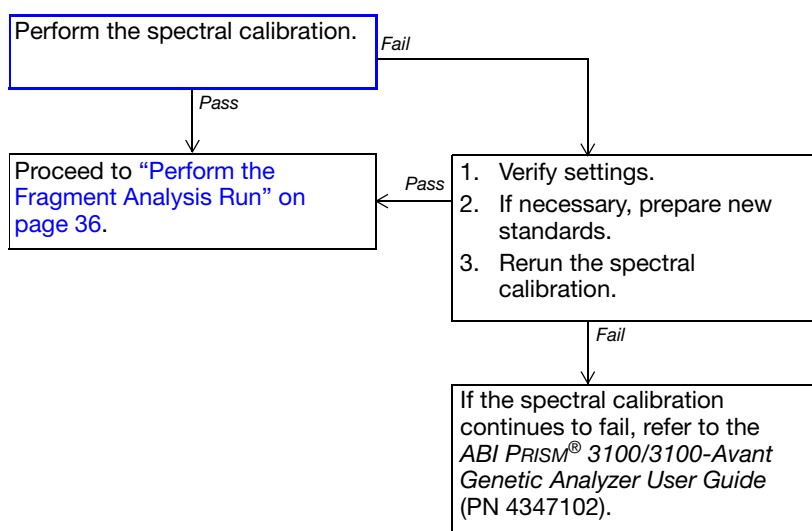 Perform the spectral calibration.
Fail
Pass
Proceed to “Perform the
Fragment Analysis Run” on
page 36.
Pass
1. Verify settings.
2. If necessary, prepare new
standards.
3. Rerun the spectral
calibration.
Fail
If the spectral calibration
continues to fail, refer to the
ABI PRISM® 3100/3100-Avant
Genetic Analyzer User Guide
(PN 4347102).